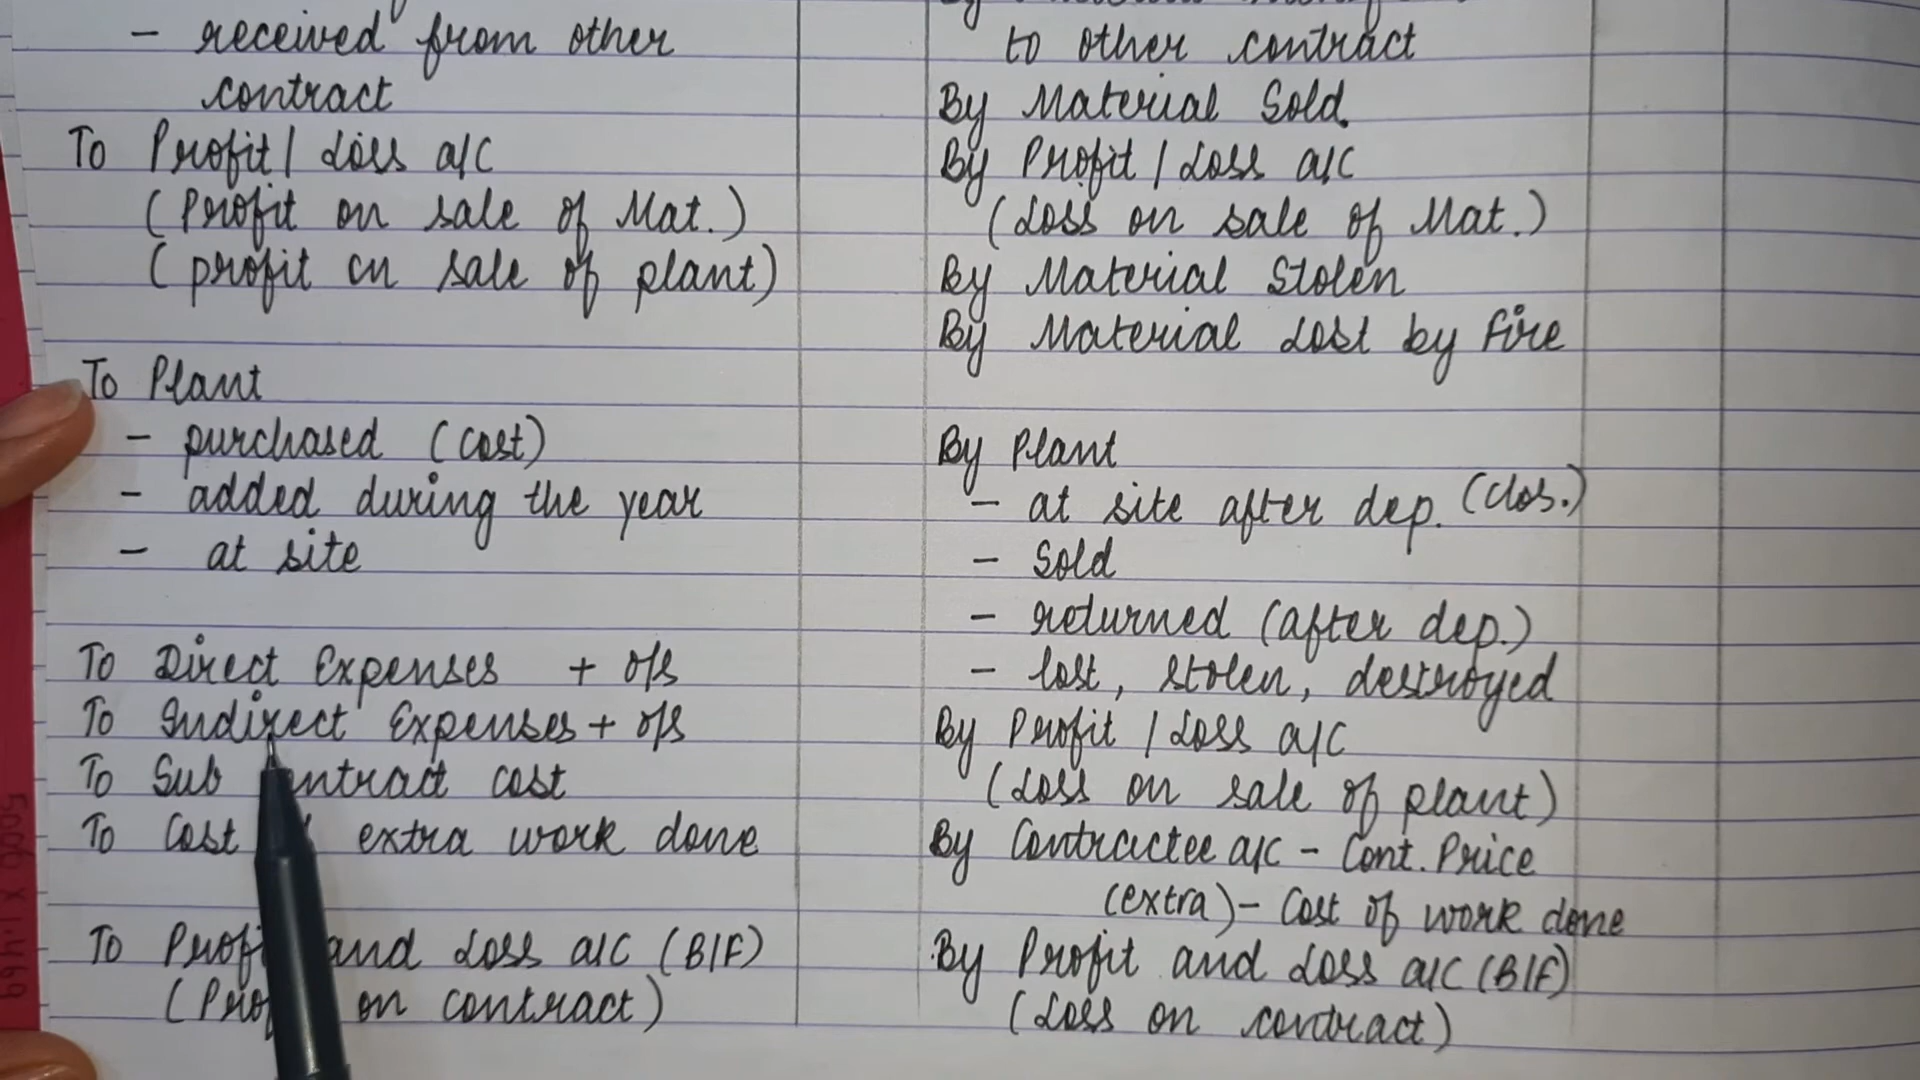 - received from other
contract
To Profit / Loss a/c
(Profit on sale of Mat.)
(profit on sale of plant)
To Plant
- purchased (cost)
- added during the year
- at site
To Direct Expenses + o/s
To Indirect Expenses + o/s
To Sub cost
To Cost extra work done
To and Loss a/c (B/F)
on contract)
to other contract
By Material Sold.
By Profit / Loss a/c
(Loss on sale of Mat.)
By Material Stolen
By Material Lost by fire
By Plant
- at site after dep. (Clos.)
- Sold
- returned (after dep.)
- lost, stolen, destroyed
By Profit / Loss a/c
(Loss on sale of plant)
By Contractee a/c - Cont. Price
(extra) - Cost of work done
By Profit and Loss a/c (B/F)
(Loss on contract)